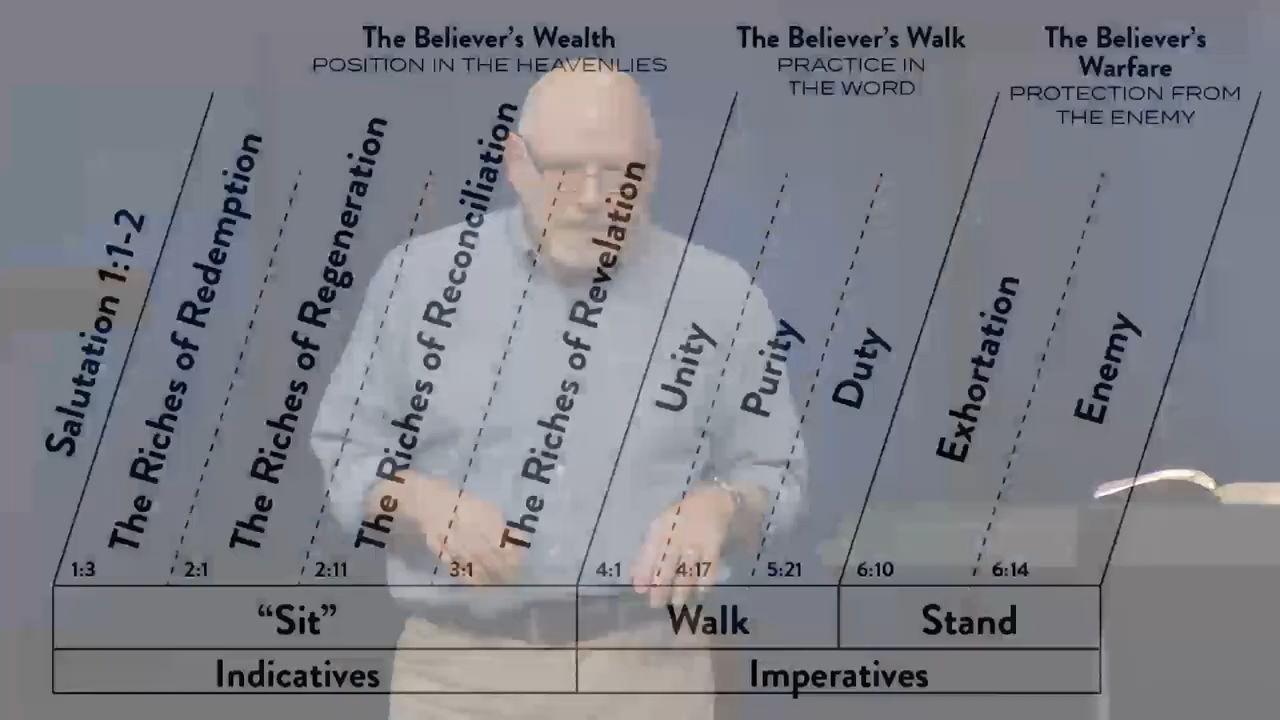 The Believer's Wealth
POSITION IN THE HEAVENLIES
The Believer's Walk
PRACTICE IN
THE WORD
The Believer's
Warfare
PROTECTION FROM
THE ENEMY
Salutation 1:1-2
The Riches of Redemption
The Riches of Regeneration
The Riches of Reconciliation
The Riches of Revelation
Unity
Purity
Duty
Exhortation
Enemy
1:3
2:1
2:11
3:1
4:1
4:17
5:21
6:10
6:14
“Sit”
Walk
Stand
Indicatives
Imperatives